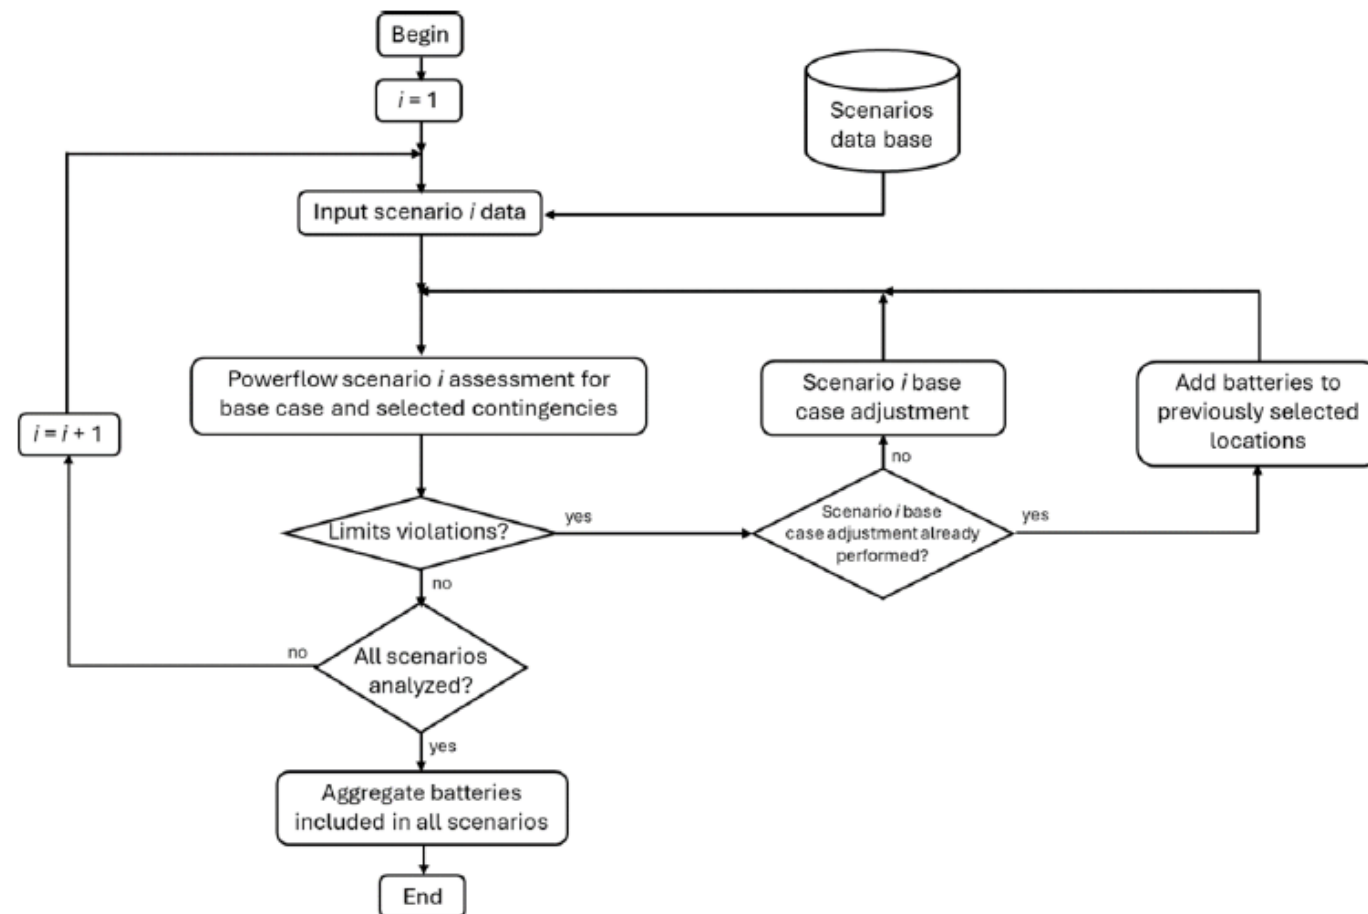 Begin
i = 1
Scenarios
data base
Input scenario i data
Powerflow scenario i assessment for
base case and selected contingencies
Scenario i base
case adjustment
Add batteries to
previously selected
locations
i = i + 1
no
Limits violations?
yes
Scenario i base
case adjustment already
performed?
yes
no
no
All scenarios
analyzed?
yes
Aggregate batteries
included in all scenarios
End